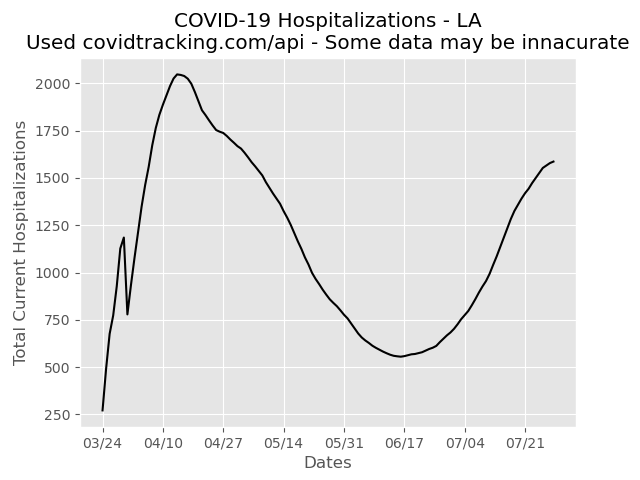 COVID-19 Hospitalizations - LA
Used covidtracking.com/api - Some data may be innacurate
Total Current Hospitalizations
2000
1750
1500
1250
1000
750
500
250
03/24 04/10 04/27 05/14 05/31 06/17 07/04 07/21
Dates